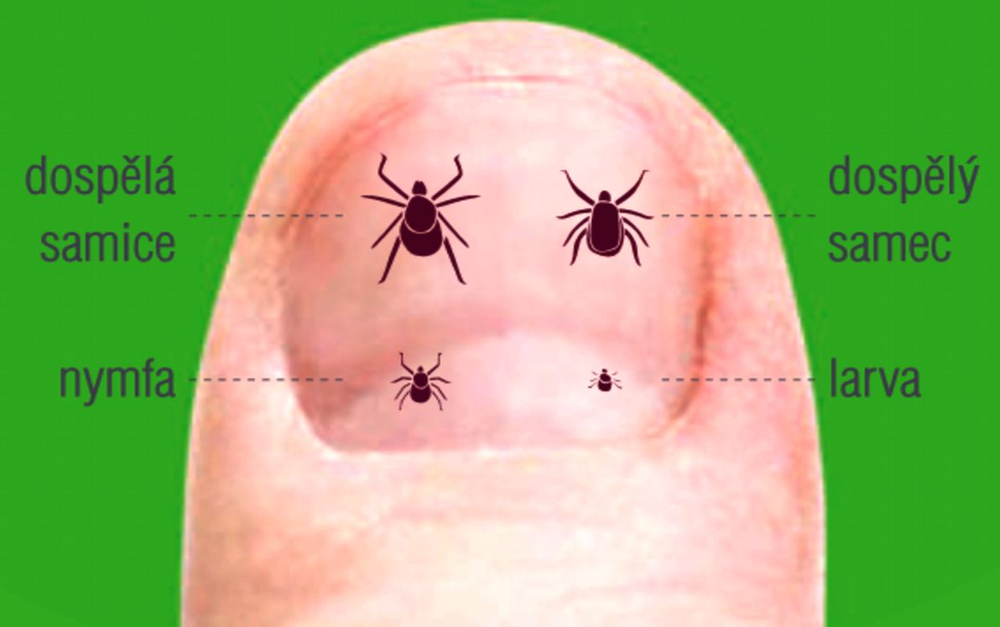 dospělá
samice
dospělý
samec
nymfa
larva